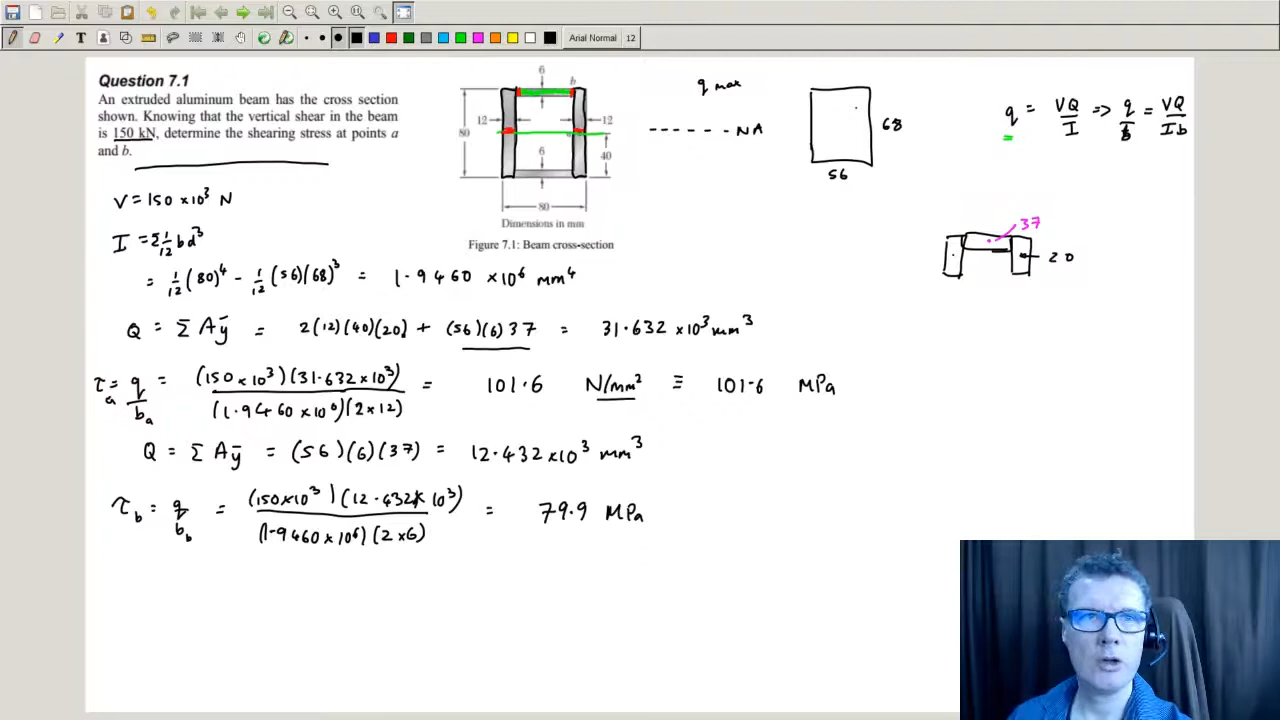 Arial Normal 12
Question 7.1
An extruded aluminum beam has the cross section
shown. Knowing that the vertical shear in the beam
is 150 kN, determine the shearing stress at points a
and b.
6
b
12
12
80
6
40
80
Dimensions in mm
Figure 7.1: Beam cross-section
q max
------ NA
68
56
q = VQ/I => q/b = VQ/Ib
37
20
V = 150 ×10³ N
I = Σ 1/12 bd³
= 1/12 (80)⁴ - 1/12 (56)(68)³ = 1.9460 ×10⁶ mm⁴
Q = Σ Aȳ = 2(12)(40)(20) + (56)(6)37 = 31.632 ×10³ mm³
τa = q/ba = (150×10³)(31.632×10³)/(1.9460×10⁶)(2×12) = 101.6 N/mm² ≡ 101.6 MPa
Q = Σ Aȳ = (56)(6)(37) = 12.432×10³ mm³
τb = q/bb = (150×10³)(12.432×10³)/(1.9460×10⁶)(2×6) = 79.9 MPa